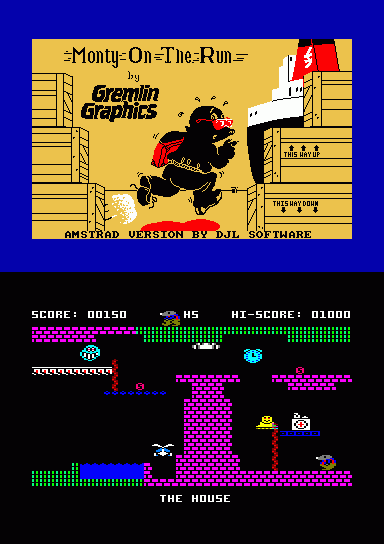 Monty On The Run
by
Gremlin
Graphics
THIS WAY UP
THIS WAY DOWN
AMSTRAD VERSION BY DJL SOFTWARE
SCORE: 00150 H5 HI-SCORE: 01000
THE HOUSE